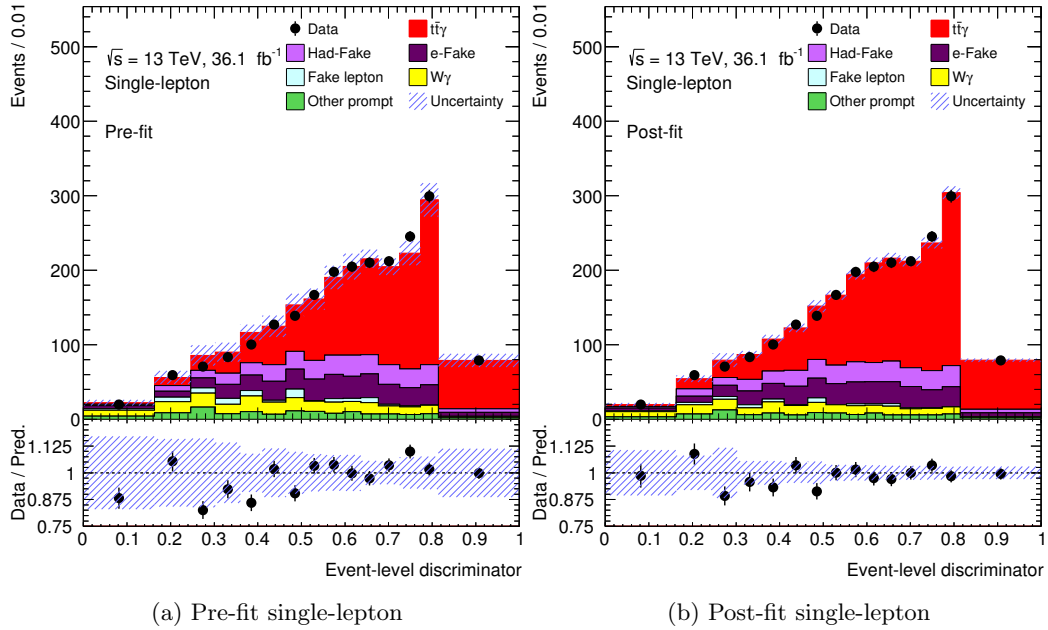 Events / 0.01
500
400
300
200
100
0
√s = 13 TeV, 36.1 fb⁻¹
Single-lepton
Pre-fit
Data
tt̄γ
Had-Fake
e-Fake
Fake lepton
Wγ
Other prompt
Uncertainty
Data / Pred.
1.125
1
0.875
0.75
0 0.1 0.2 0.3 0.4 0.5 0.6 0.7 0.8 0.9 1
Event-level discriminator
(a) Pre-fit single-lepton
Events / 0.01
500
400
300
200
100
0
√s = 13 TeV, 36.1 fb⁻¹
Single-lepton
Post-fit
Data
tt̄γ
Had-Fake
e-Fake
Fake lepton
Wγ
Other prompt
Uncertainty
Data / Pred.
1.125
1
0.875
0.75
0 0.1 0.2 0.3 0.4 0.5 0.6 0.7 0.8 0.9 1
Event-level discriminator
(b) Post-fit single-lepton